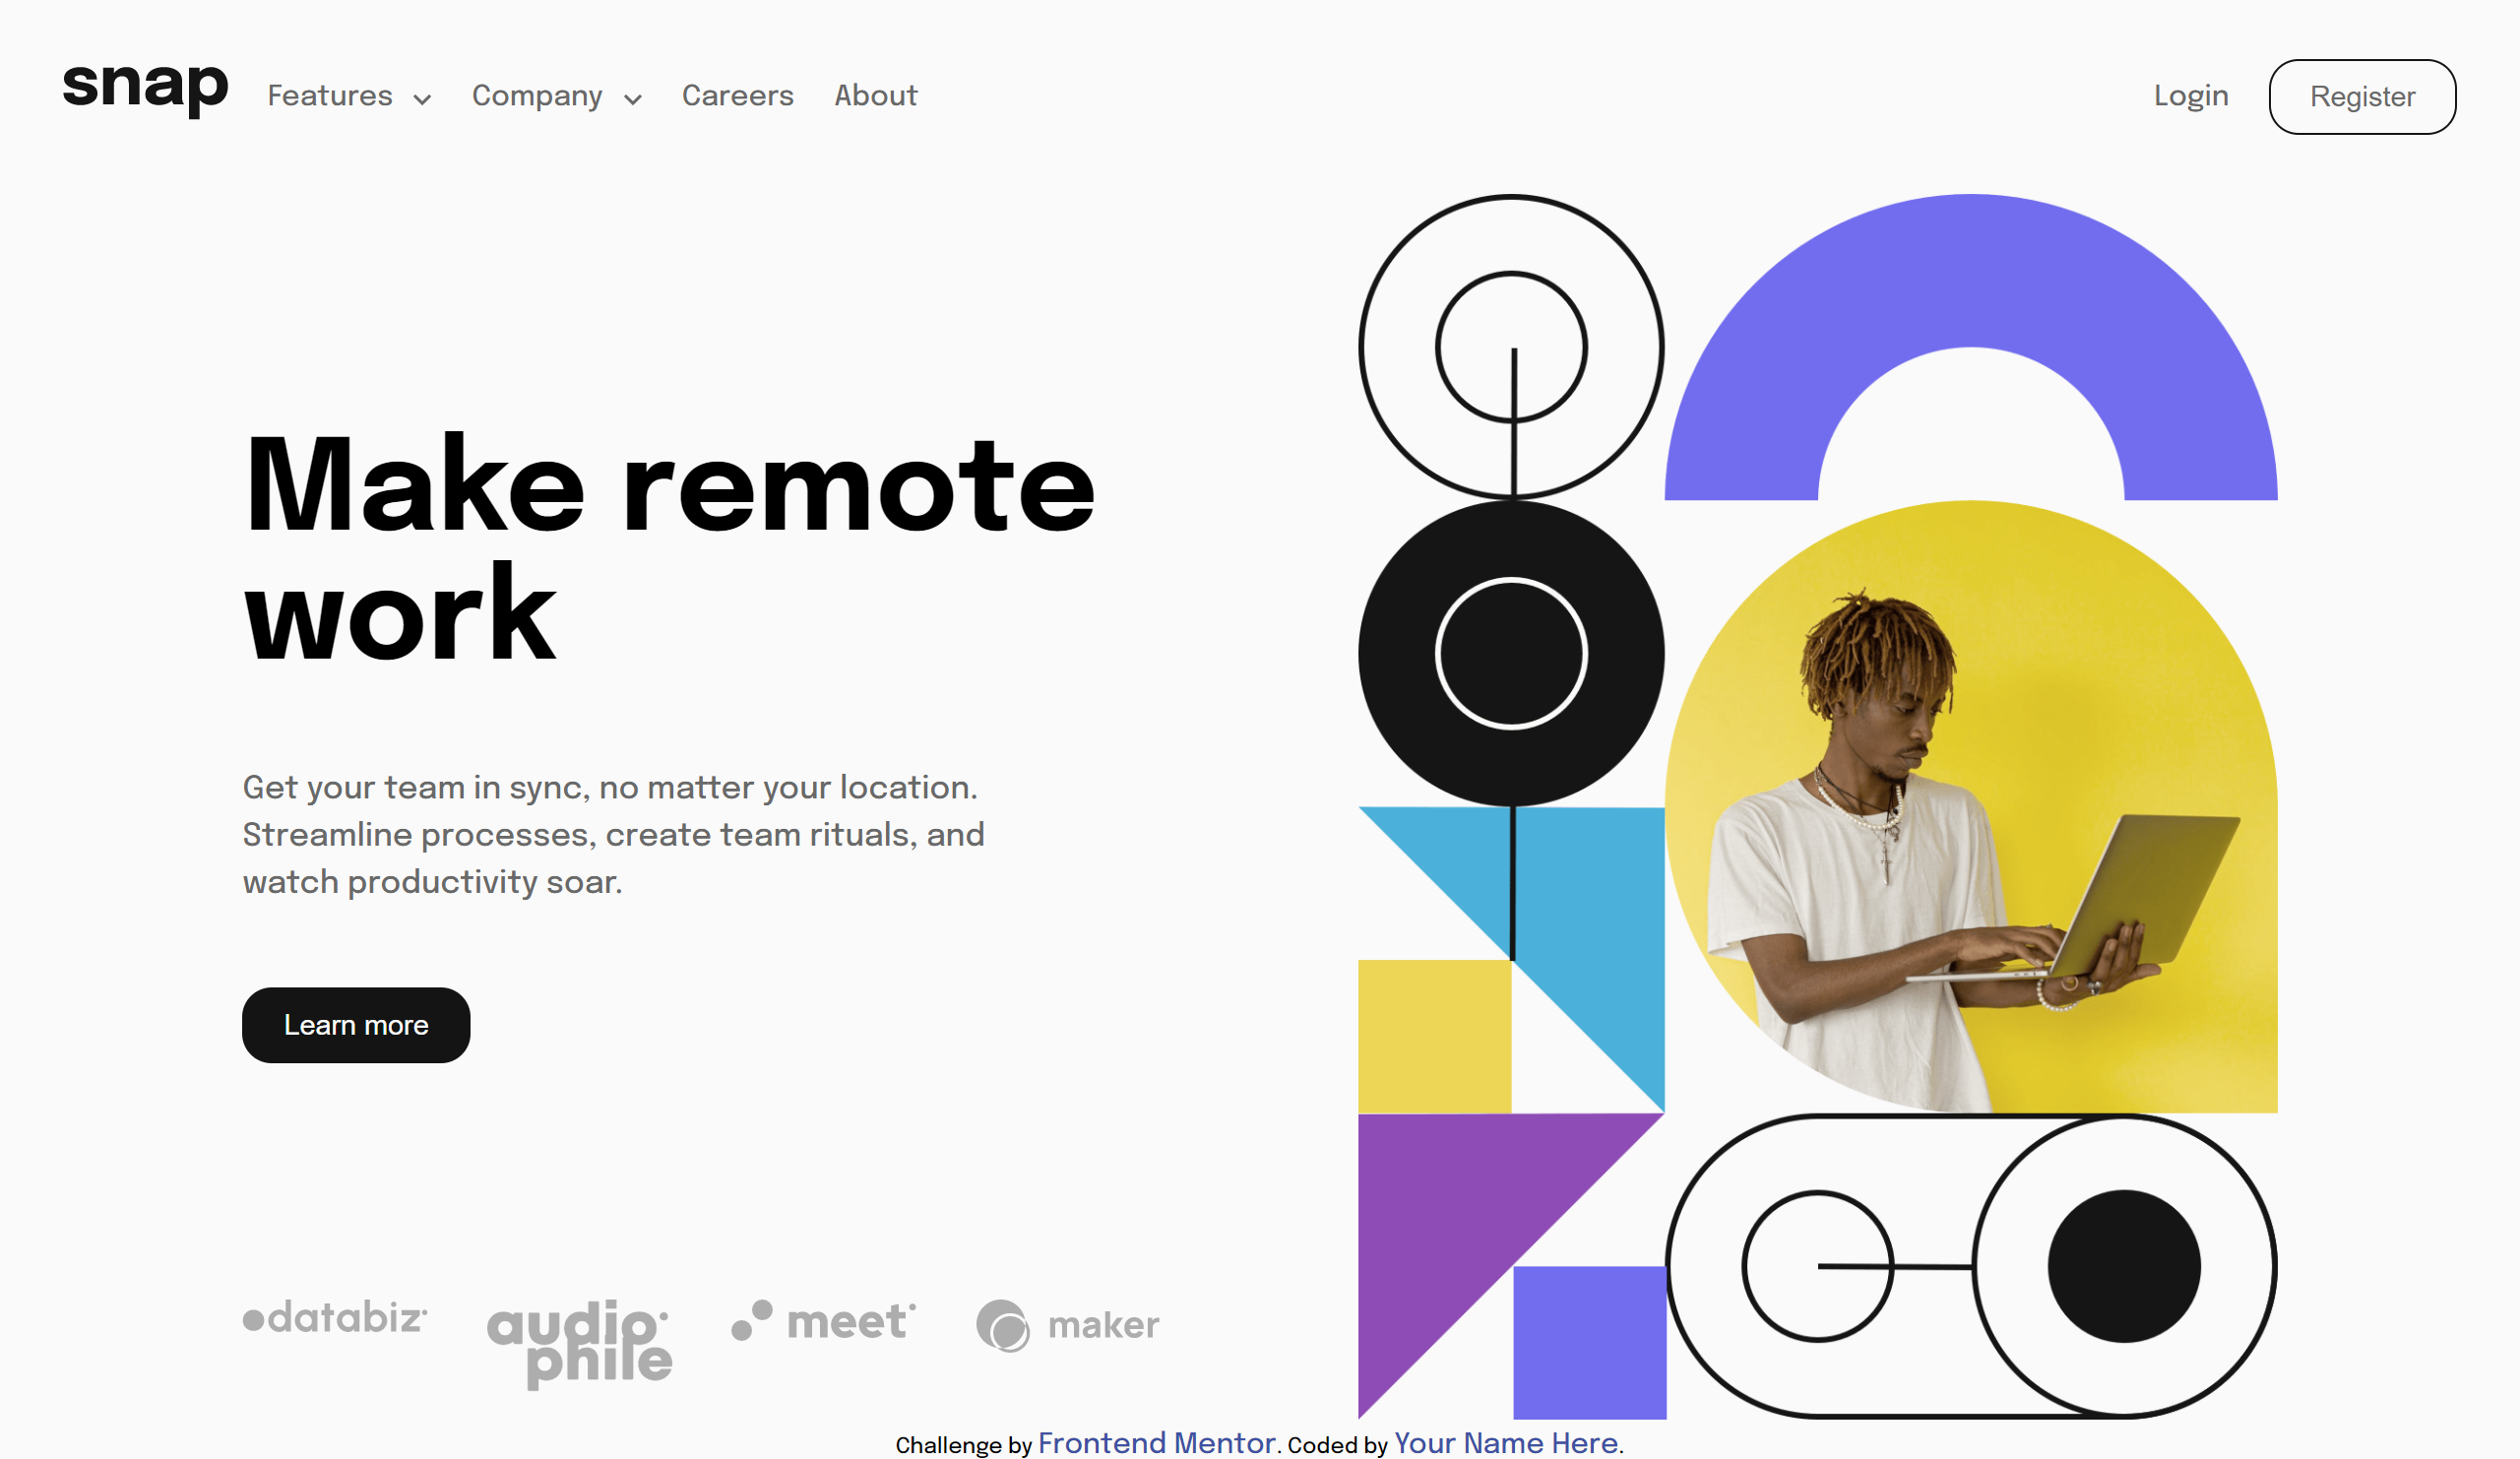 snap Features Company Careers About Login Register
Make remote
work
Get your team in sync, no matter your location.
Streamline processes, create team rituals, and
watch productivity soar.
Learn more
databiz audio meet maker
phile
Challenge by Frontend Mentor. Coded by Your Name Here.